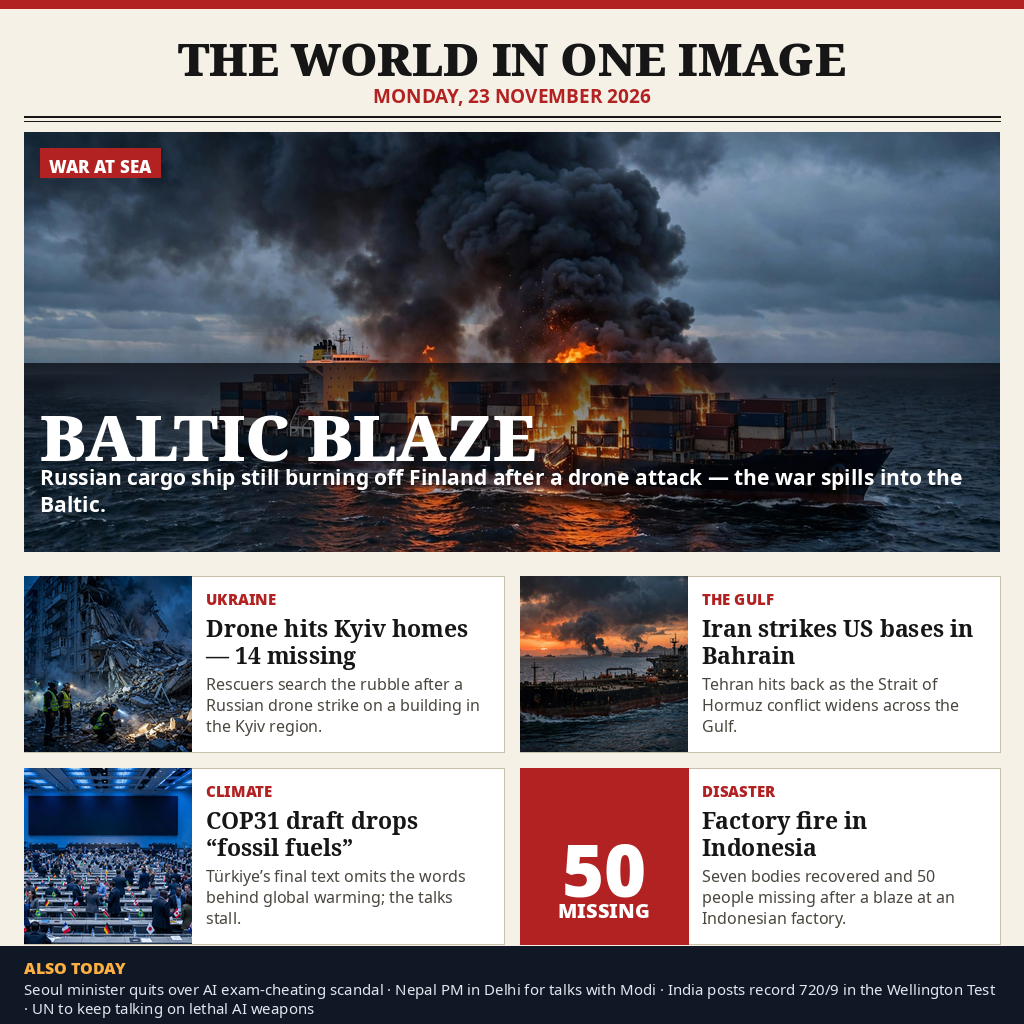 THE WORLD IN ONE IMAGE
MONDAY, 23 NOVEMBER 2026
WAR AT SEA
BALTIC BLAZE
Russian cargo ship still burning off Finland after a drone attack — the war spills into the
Baltic.
UKRAINE
Drone hits Kyiv homes
— 14 missing
Rescuers search the rubble after a
Russian drone strike on a building in
the Kyiv region.
THE GULF
Iran strikes US bases in
Bahrain
Tehran hits back as the Strait of
Hormuz conflict widens across the
Gulf.
CLIMATE
COP31 draft drops
“fossil fuels”
Türkiye’s final text omits the words
behind global warming; the talks
stall.
50
MISSING
DISASTER
Factory fire in
Indonesia
Seven bodies recovered and 50
people missing after a blaze at an
Indonesian factory.
ALSO TODAY
Seoul minister quits over AI exam-cheating scandal · Nepal PM in Delhi for talks with Modi · India posts record 720/9 in the Wellington Test
· UN to keep talking on lethal AI weapons